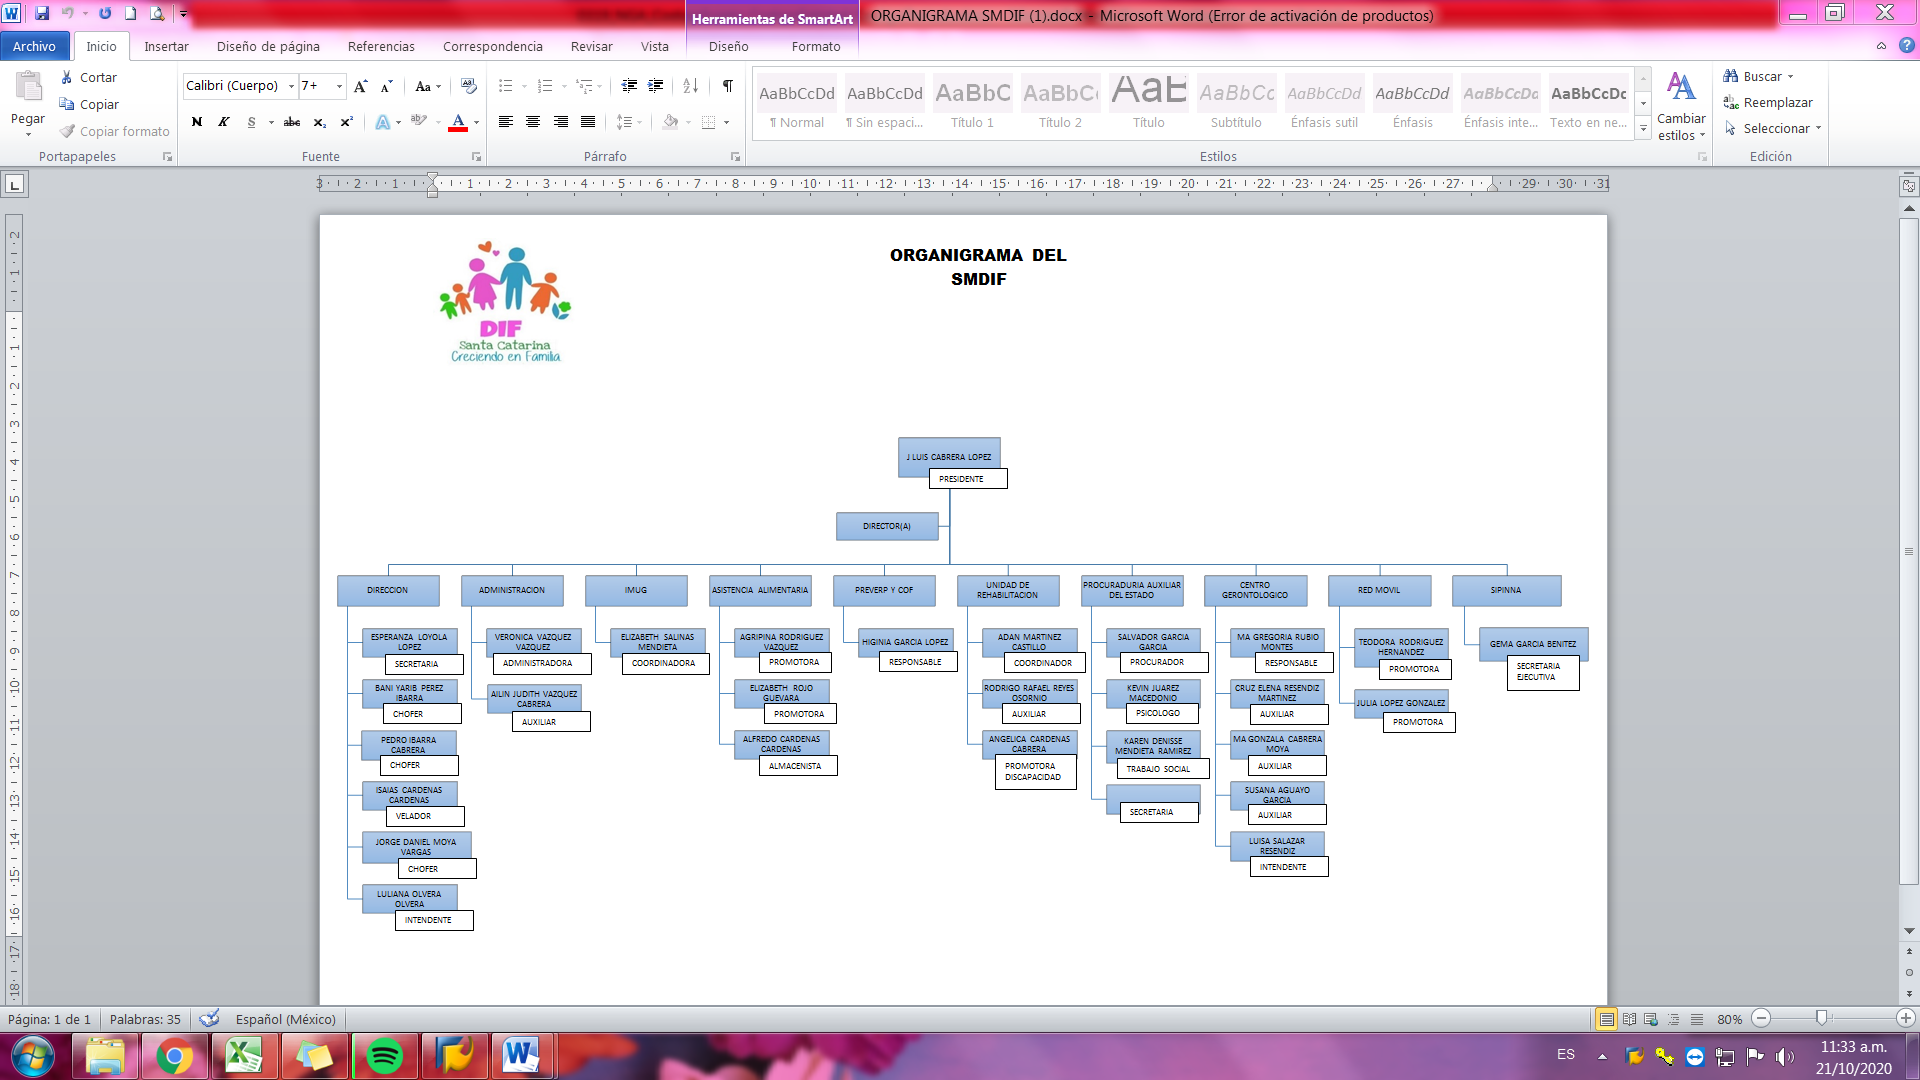 Herramientas de SmartArt
ORGANIGRAMA SMDIF (1).docx - Microsoft Word (Error de activación de productos)
Archivo
Inicio
Insertar
Diseño de página
Referencias
Correspondencia
Revisar
Vista
Diseño
Formato
Pegar
Cortar
Copiar
Copiar formato
Portapapeles
Calibri (Cuerpo)
7+
Fuente
Párrafo
AaBbCcDd
¶ Normal
AaBbCcDd
¶ Sin espaci...
AaBbC
Título 1
AaBbC
Título 2
AaB
Título
AaBbCc
Subtítulo
AaBbCcDd
Énfasis sutil
AaBbCcDd
Énfasis
AaBbCcDd
Énfasis inte...
AaBbCcDc
Texto en ne...
Estilos
Cambiar
estilos
Buscar
Reemplazar
Seleccionar
Edición
DIF
Santa Catarina
Creciendo en Familia
ORGANIGRAMA DEL
SMDIF
J LUIS CABRERA LOPEZ
PRESIDENTE
DIRECTOR(A)
DIRECCION
ESPERANZA LOYOLA
LOPEZ
SECRETARIA
BANI YARIB PEREZ
IBARRA
CHOFER
PEDRO IBARRA
CABRERA
CHOFER
ISAIAS CARDENAS
CARDENAS
VELADOR
JORGE DANIEL MOYA
VARGAS
CHOFER
LULIANA OLVERA
OLVERA
INTENDENTE
ADMINISTRACION
VERONICA VAZQUEZ
VAZQUEZ
ADMINISTRADORA
AILIN JUDITH VAZQUEZ
CABRERA
AUXILIAR
IMUG
ELIZABETH SALINAS
MENDIETA
COORDINADORA
ASISTENCIA ALIMENTARIA
AGRIPINA RODRIGUEZ
VAZQUEZ
PROMOTORA
ELIZABETH ROJO
GUEVARA
PROMOTORA
ALFREDO CARDENAS
CARDENAS
ALMACENISTA
PREVERP Y COF
HIGINIA GARCIA LOPEZ
RESPONSABLE
UNIDAD DE
REHABILITACION
ADAN MARTINEZ
CASTILLO
COORDINADOR
RODRIGO RAFAEL REYES
OSORNIO
AUXILIAR
ANGELICA CARDENAS
CABRERA
PROMOTORA
DISCAPACIDAD
PROCURADURIA AUXILIAR
DEL ESTADO
SALVADOR GARCIA
GARCIA
PROCURADOR
KEVIN JUAREZ
MACEDONIO
PSICOLOGO
KAREN DENISSE
MENDIETA RAMIREZ
TRABAJO SOCIAL
SECRETARIA
CENTRO
GERONTOLOGICO
MA GREGORIA RUBIO
MONTES
RESPONSABLE
CRUZ ELENA RESENDIZ
MARTINEZ
AUXILIAR
MA GONZALA CABRERA
MOYA
AUXILIAR
SUSANA AGUAYO
GARCIA
AUXILIAR
LUISA SALAZAR
RESENDIZ
INTENDENTE
RED MOVIL
TEODORA RODRIGUEZ
HERNANDEZ
PROMOTORA
JULIA LOPEZ GONZALEZ
PROMOTORA
SIPINNA
GEMA GARCIA BENITEZ
SECRETARIA
EJECUTIVA
Página: 1 de 1
Palabras: 35
Español (México)
80%
ES
11:33 a.m.
21/10/2020